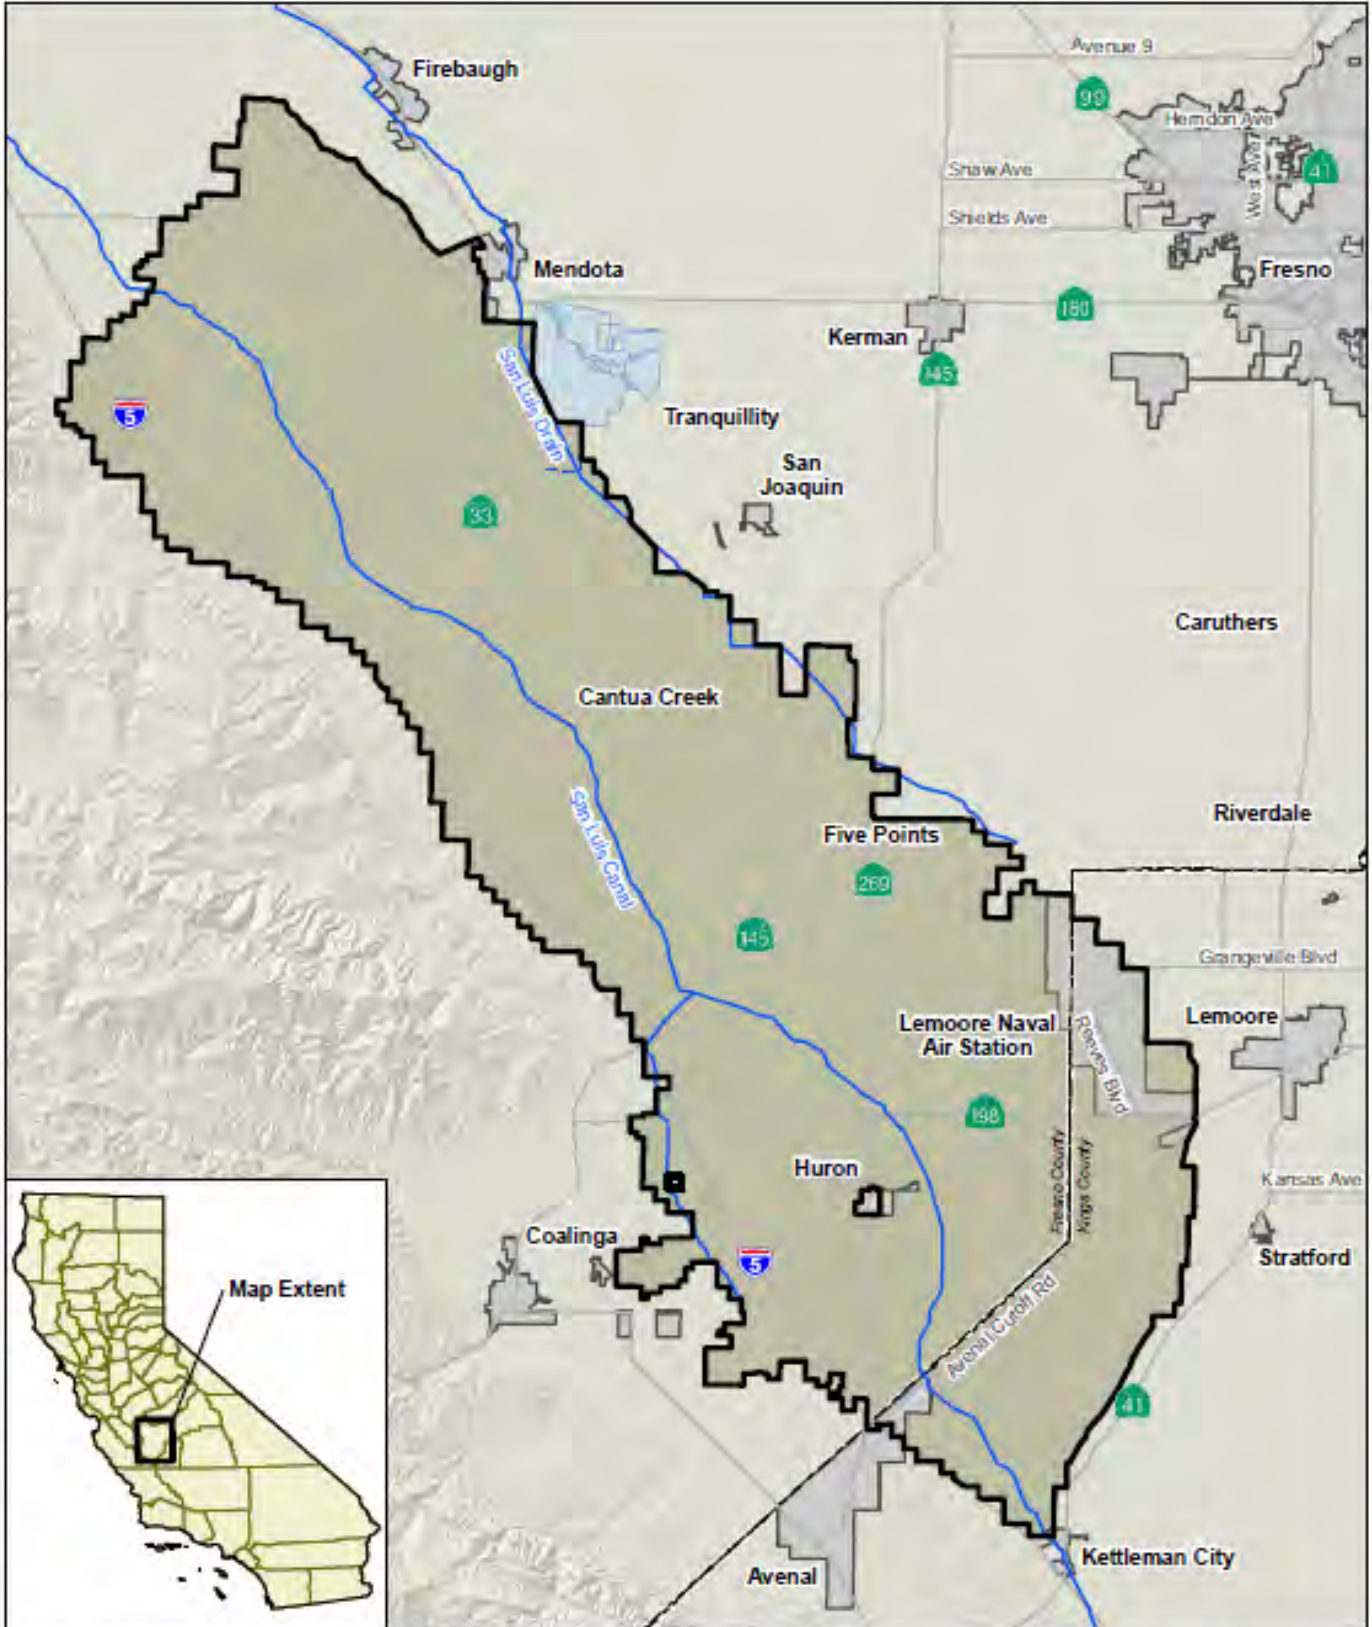 Firebaugh
Avenue 9
99
Herndon Ave
41
Shaw Ave
West Ave
Shields Ave
Mendota
Fresno
180
Kerman
145
San Luis Drain
5
Tranquillity
San
Joaquin
33
Caruthers
Cantua Creek
San Luis Canal
Riverdale
Five Points
269
145
Grangeville Blvd
Lemoore Naval
Air Station
Reeves Blvd
Lemoore
198
Fresno County
Kings County
Huron
Kansas Ave
Coalinga
5
Stratford
Map Extent
Avenal Cutoff Rd
41
Kettleman City
Avenal